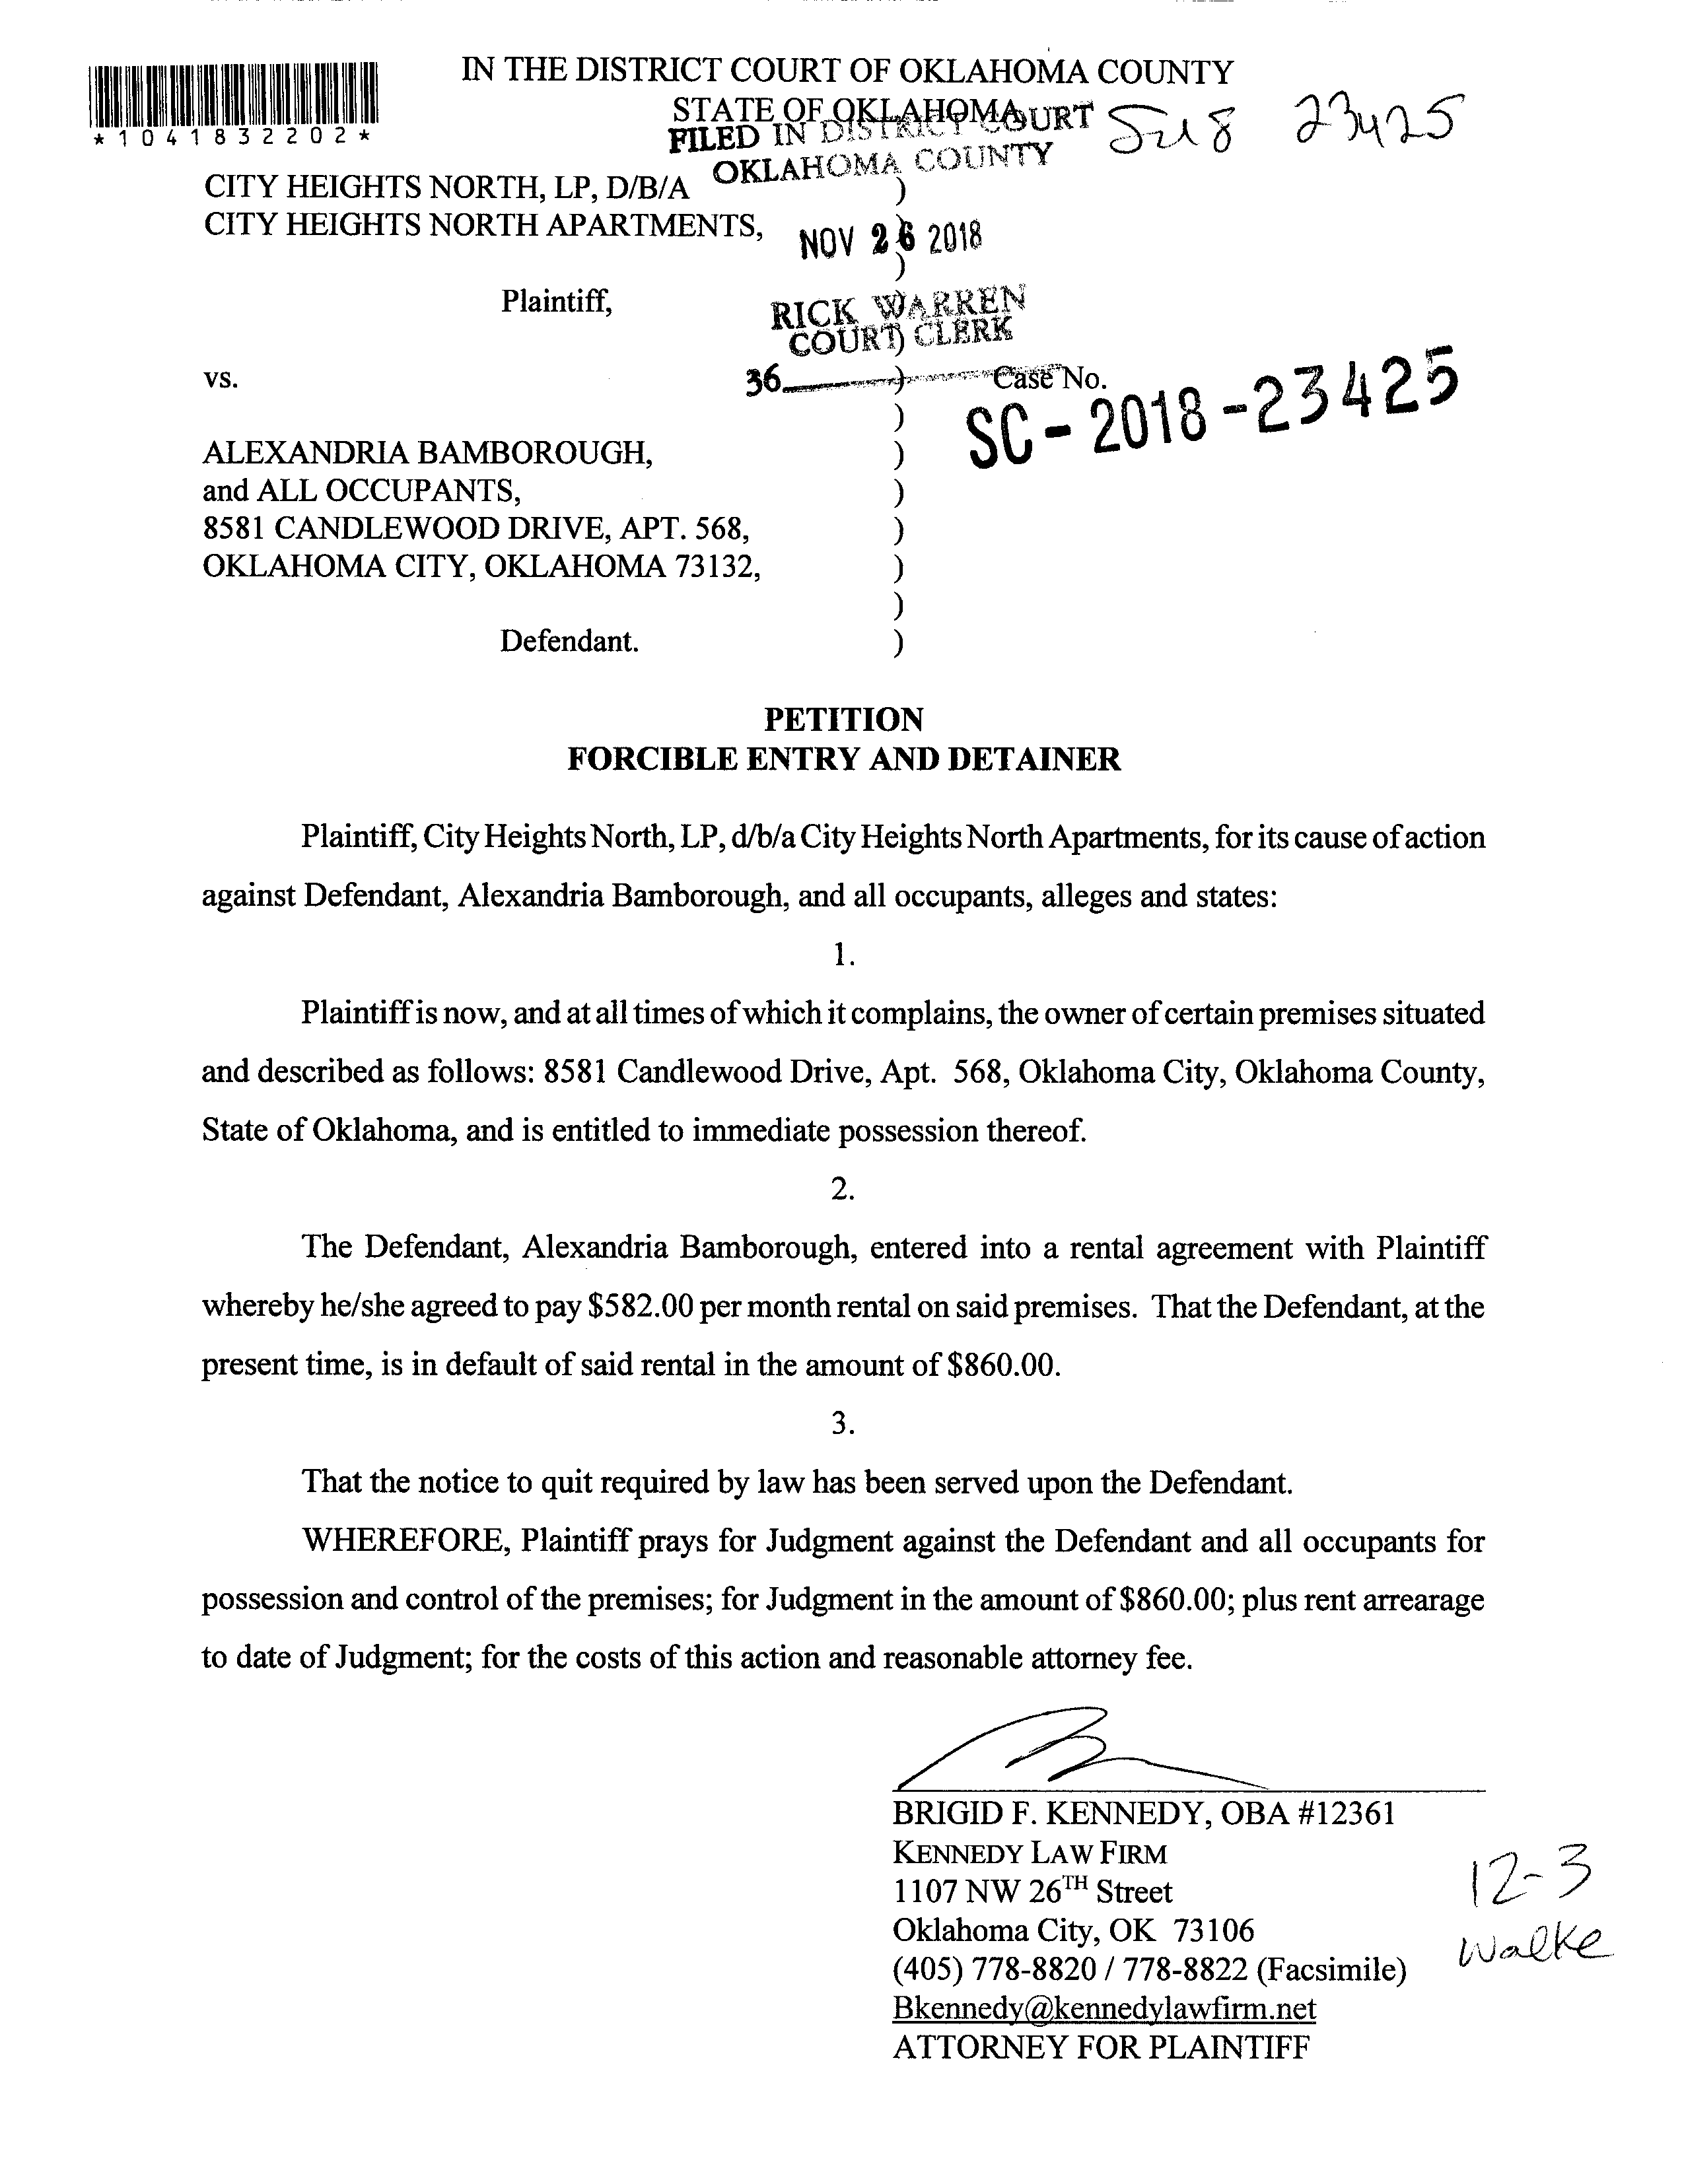 IN THE DISTRICT COURT OF OKLAHOMA COUNTY
STATE OF OKLAHOMA
*1041832202*
FILED IN DISTRICT COURT
OKLAHOMA COUNTY
23425
CITY HEIGHTS NORTH, LP, D/B/A )
CITY HEIGHTS NORTH APARTMENTS, )
NOV 26 2018
)
Plaintiff, )
RICK WARREN
COURT CLERK
)
vs. ) Case No.
36
SC-2018-23425
)
ALEXANDRIA BAMBOROUGH, )
and ALL OCCUPANTS, )
8581 CANDLEWOOD DRIVE, APT. 568, )
OKLAHOMA CITY, OKLAHOMA 73132, )
)
Defendant. )
PETITION
FORCIBLE ENTRY AND DETAINER
Plaintiff, City Heights North, LP, d/b/a City Heights North Apartments, for its cause of action
against Defendant, Alexandria Bamborough, and all occupants, alleges and states:
1.
Plaintiff is now, and at all times of which it complains, the owner of certain premises situated
and described as follows: 8581 Candlewood Drive, Apt. 568, Oklahoma City, Oklahoma County,
State of Oklahoma, and is entitled to immediate possession thereof.
2.
The Defendant, Alexandria Bamborough, entered into a rental agreement with Plaintiff
whereby he/she agreed to pay $582.00 per month rental on said premises. That the Defendant, at the
present time, is in default of said rental in the amount of $860.00.
3.
That the notice to quit required by law has been served upon the Defendant.
WHEREFORE, Plaintiff prays for Judgment against the Defendant and all occupants for
possession and control of the premises; for Judgment in the amount of $860.00; plus rent arrearage
to date of Judgment; for the costs of this action and reasonable attorney fee.
BRIGID F. KENNEDY, OBA #12361
KENNEDY LAW FIRM
1107 NW 26TH Street
Oklahoma City, OK 73106
(405) 778-8820 / 778-8822 (Facsimile)
Bkennedy@kennedylawfirm.net
ATTORNEY FOR PLAINTIFF
12-3
Walke